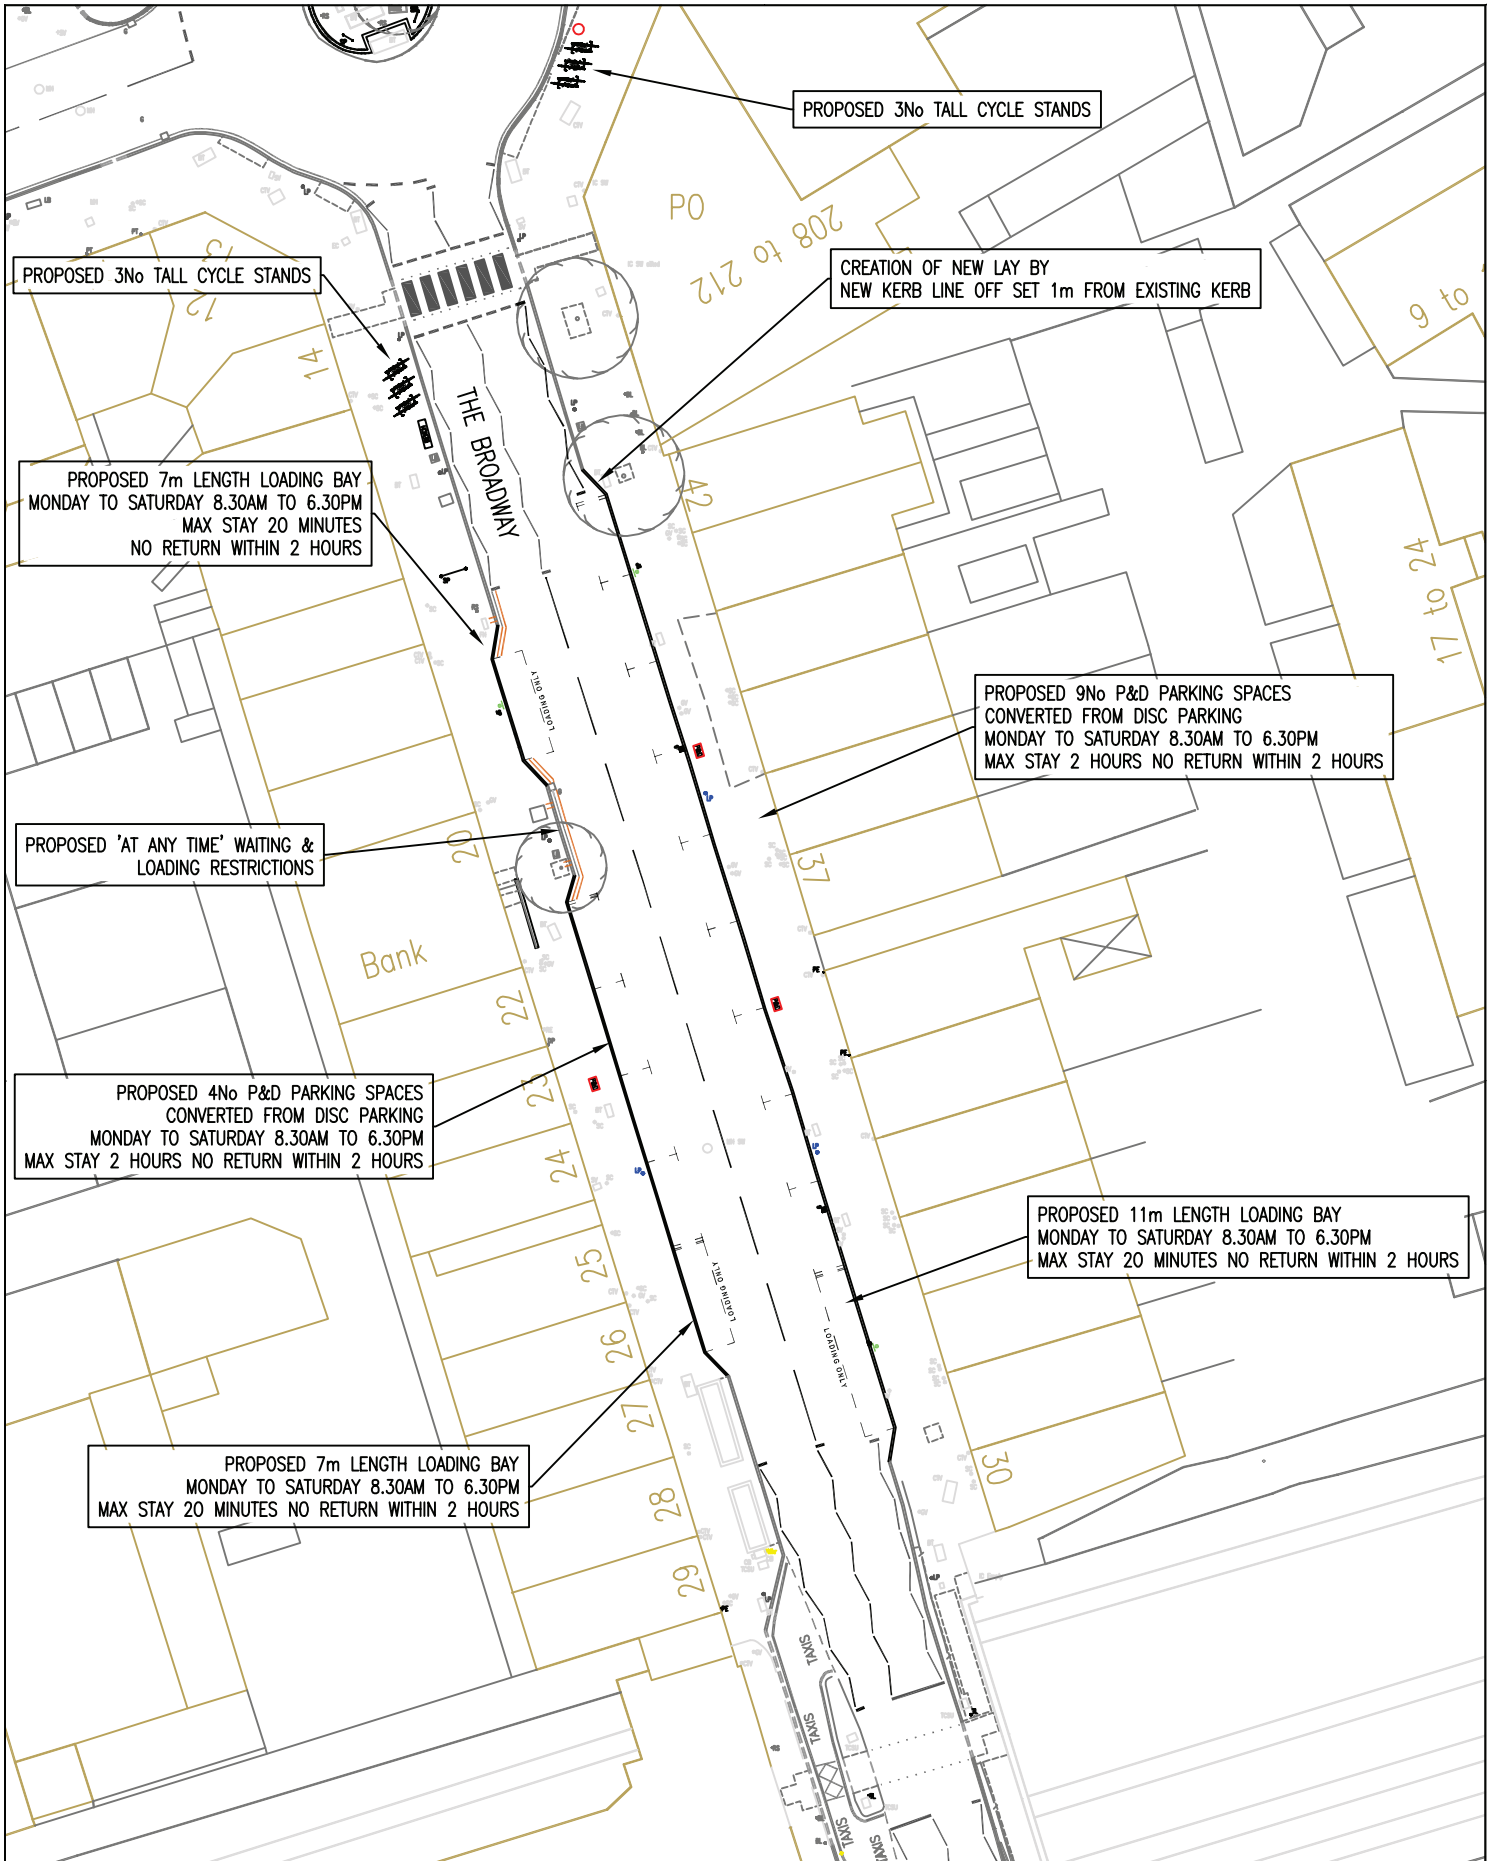 PROPOSED 3No TALL CYCLE STANDS
PO
208 to 212
13
12
PROPOSED 3No TALL CYCLE STANDS
CREATION OF NEW LAY BY
NEW KERB LINE OFF SET 1m FROM EXISTING KERB
9 to
14
THE BROADWAY
PROPOSED 7m LENGTH LOADING BAY
MONDAY TO SATURDAY 8.30AM TO 6.30PM
MAX STAY 20 MINUTES
NO RETURN WITHIN 2 HOURS
42
17 to 24
LOADING ONLY
PROPOSED 9No P&D PARKING SPACES
CONVERTED FROM DISC PARKING
MONDAY TO SATURDAY 8.30AM TO 6.30PM
MAX STAY 2 HOURS NO RETURN WITHIN 2 HOURS
PROPOSED 'AT ANY TIME' WAITING &
LOADING RESTRICTIONS
20
37
Bank
22
23
PROPOSED 4No P&D PARKING SPACES
CONVERTED FROM DISC PARKING
MONDAY TO SATURDAY 8.30AM TO 6.30PM
MAX STAY 2 HOURS NO RETURN WITHIN 2 HOURS
24
PROPOSED 11m LENGTH LOADING BAY
MONDAY TO SATURDAY 8.30AM TO 6.30PM
MAX STAY 20 MINUTES NO RETURN WITHIN 2 HOURS
25
LOADING ONLY
26
LOADING ONLY
27
30
PROPOSED 7m LENGTH LOADING BAY
MONDAY TO SATURDAY 8.30AM TO 6.30PM
MAX STAY 20 MINUTES NO RETURN WITHIN 2 HOURS
28
29
TAXIS
TAXIS
TAXIS
TAXIS